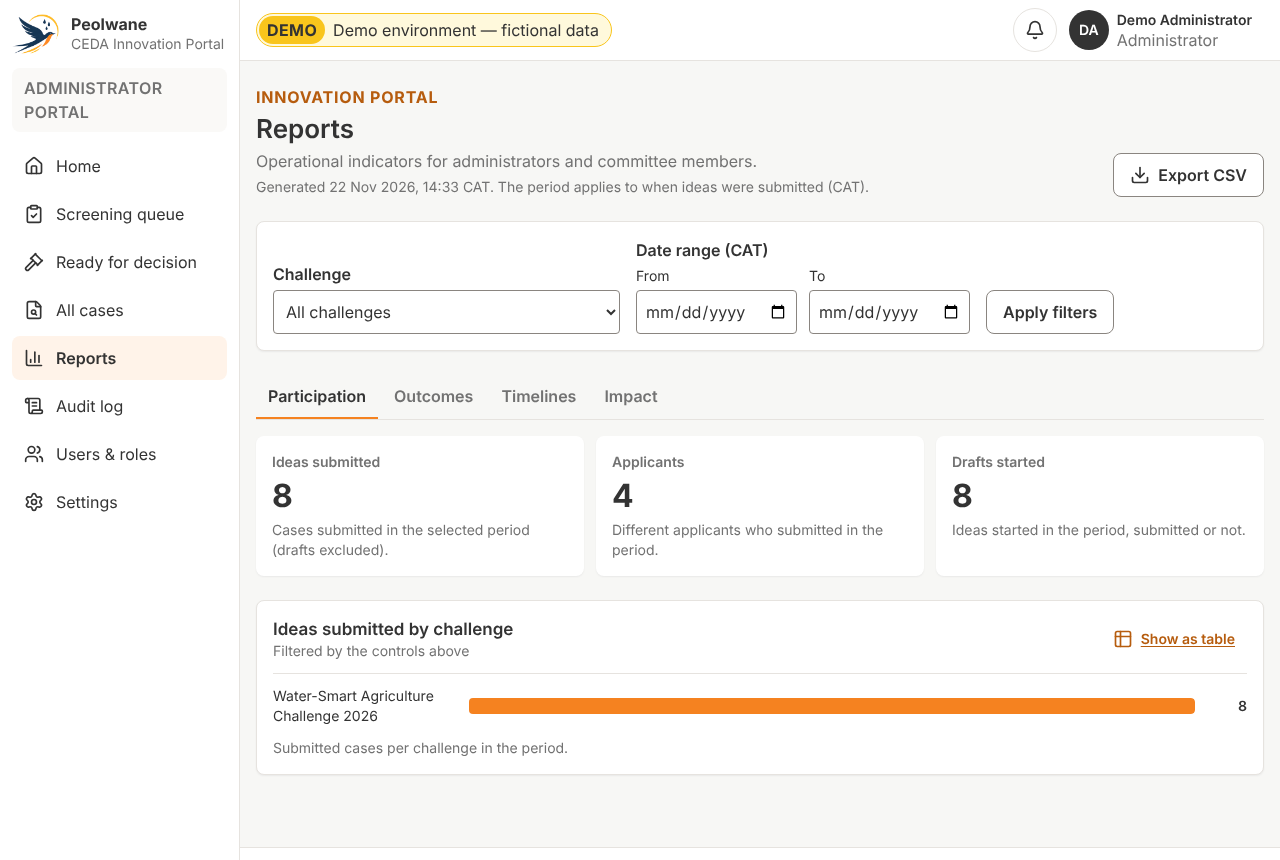 Peolwane
CEDA Innovation Portal
ADMINISTRATOR
PORTAL
Home
Screening queue
Ready for decision
All cases
Reports
Audit log
Users & roles
Settings
DEMO Demo environment — fictional data
DA
Demo Administrator
Administrator
INNOVATION PORTAL
Reports
Operational indicators for administrators and committee members.
Generated 22 Nov 2026, 14:33 CAT. The period applies to when ideas were submitted (CAT).
Export CSV
Challenge
All challenges
Date range (CAT)
From
mm/dd/yyyy
To
mm/dd/yyyy
Apply filters
Participation
Outcomes
Timelines
Impact
Ideas submitted
8
Cases submitted in the selected period
(drafts excluded).
Applicants
4
Different applicants who submitted in the
period.
Drafts started
8
Ideas started in the period, submitted or not.
Ideas submitted by challenge
Filtered by the controls above
Show as table
Water-Smart Agriculture
Challenge 2026
8
Submitted cases per challenge in the period.